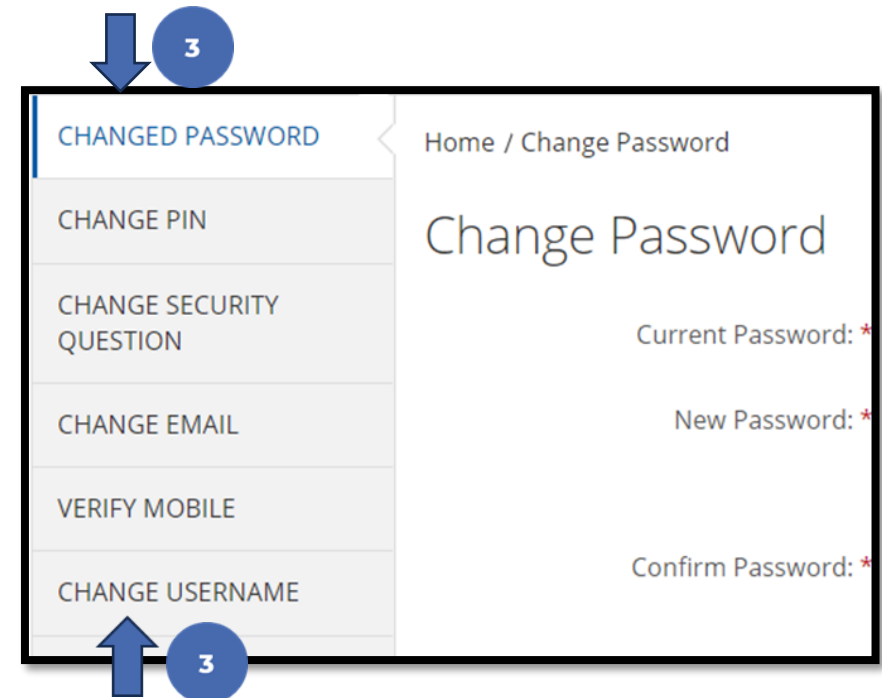 3
CHANGED PASSWORD
CHANGE PIN
CHANGE SECURITY
QUESTION
CHANGE EMAIL
VERIFY MOBILE
CHANGE USERNAME
3
Home / Change Password
Change Password
Current Password: *
New Password: *
Confirm Password: *